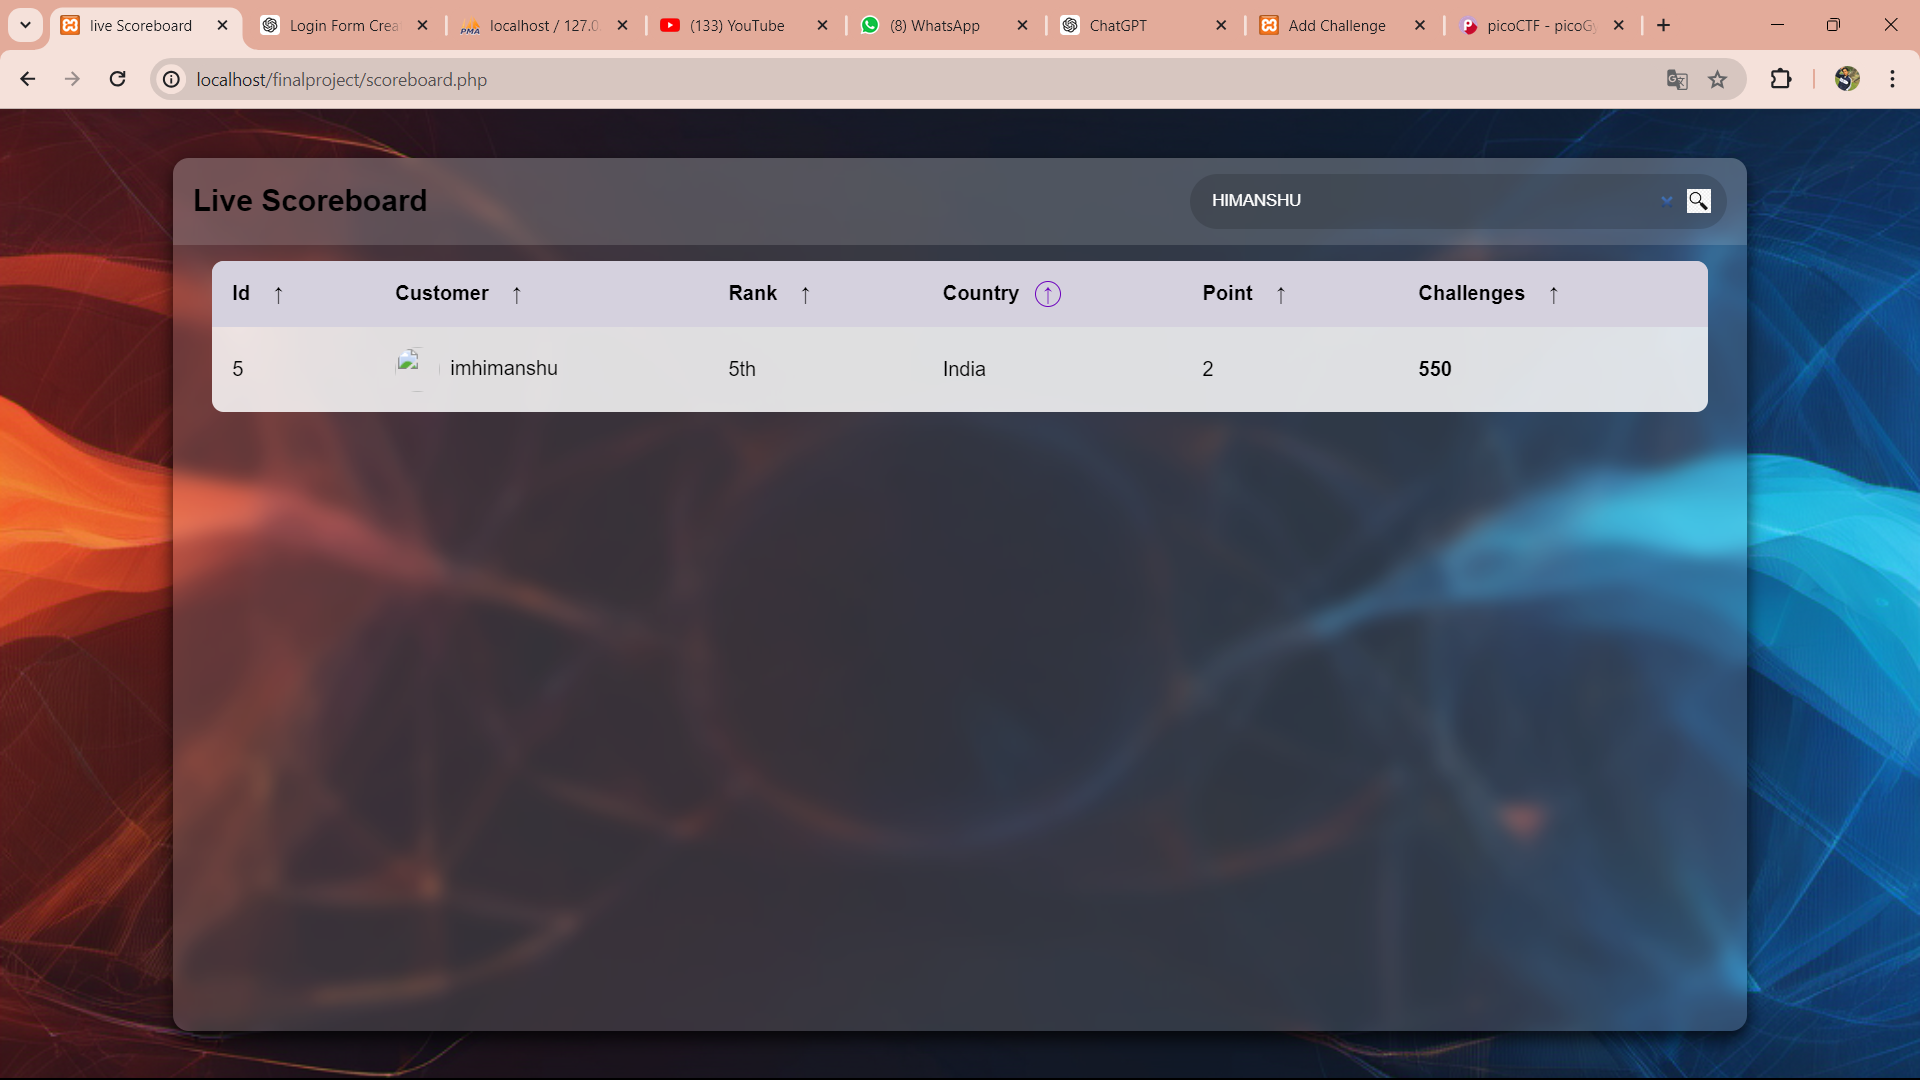 live Scoreboard
Login Form Crea
localhost / 127.0
(133) YouTube
(8) WhatsApp
ChatGPT
Add Challenge
picoCTF - picoGy
localhost/finalproject/scoreboard.php
Live Scoreboard
HIMANSHU
Id ↑ Customer ↑ Rank ↑ Country ↑ Point ↑ Challenges ↑
5 imhimanshu 5th India 2 550